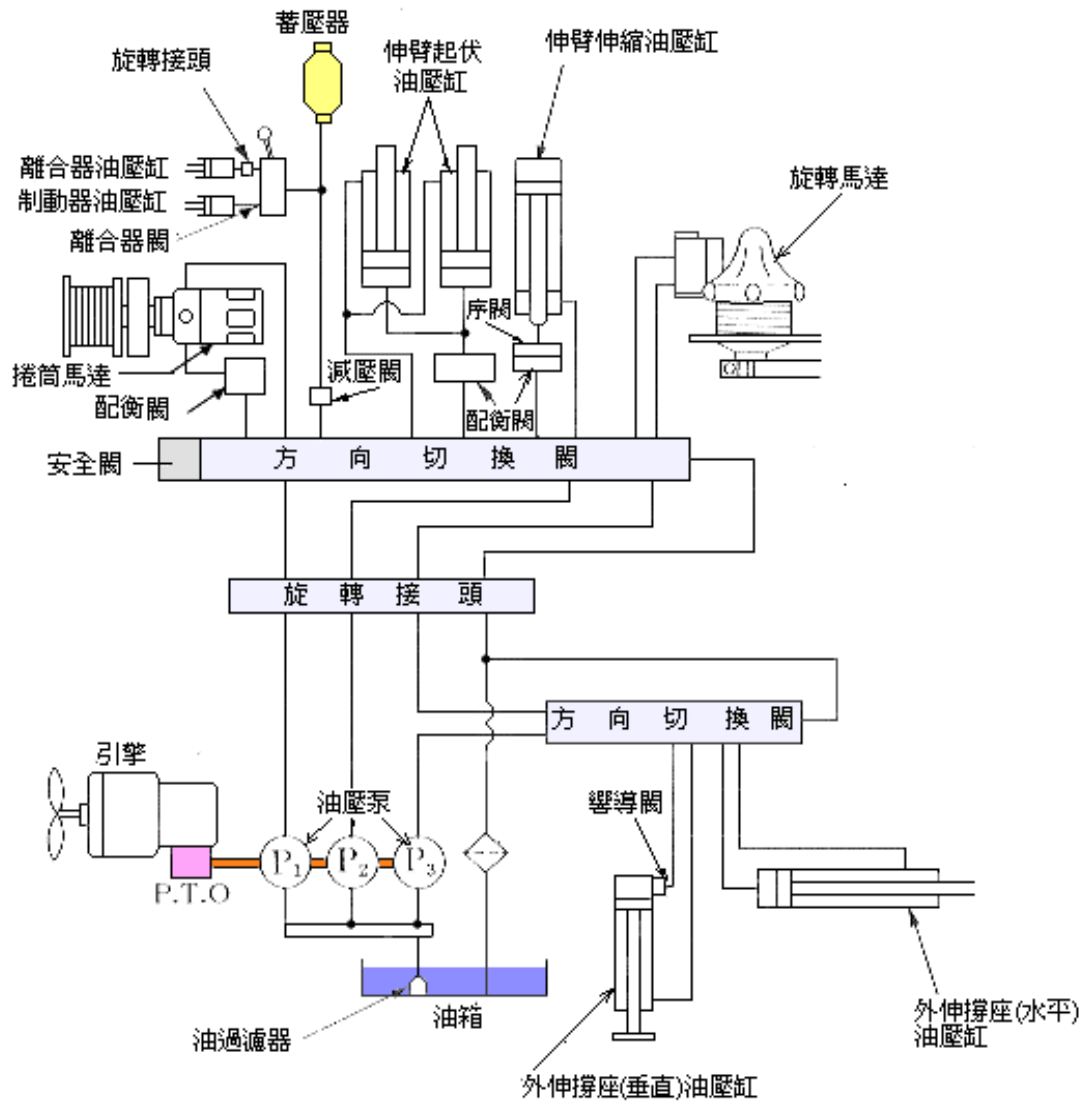 蓄壓器
旋轉接頭
伸臂起伏
油壓缸
伸臂伸縮油壓缸
離合器油壓缸
制動器油壓缸
離合器閥
旋轉馬達
序閥
捲筒馬達
減壓閥
配衡閥
配衡閥
安全閥
方向切換閥
旋轉接頭
方向切換閥
引擎
油壓泵
響導閥
P1
P2
P3
P.T.O
油過濾器
油箱
外伸撐座(水平)
油壓缸
外伸撐座(垂直)油壓缸